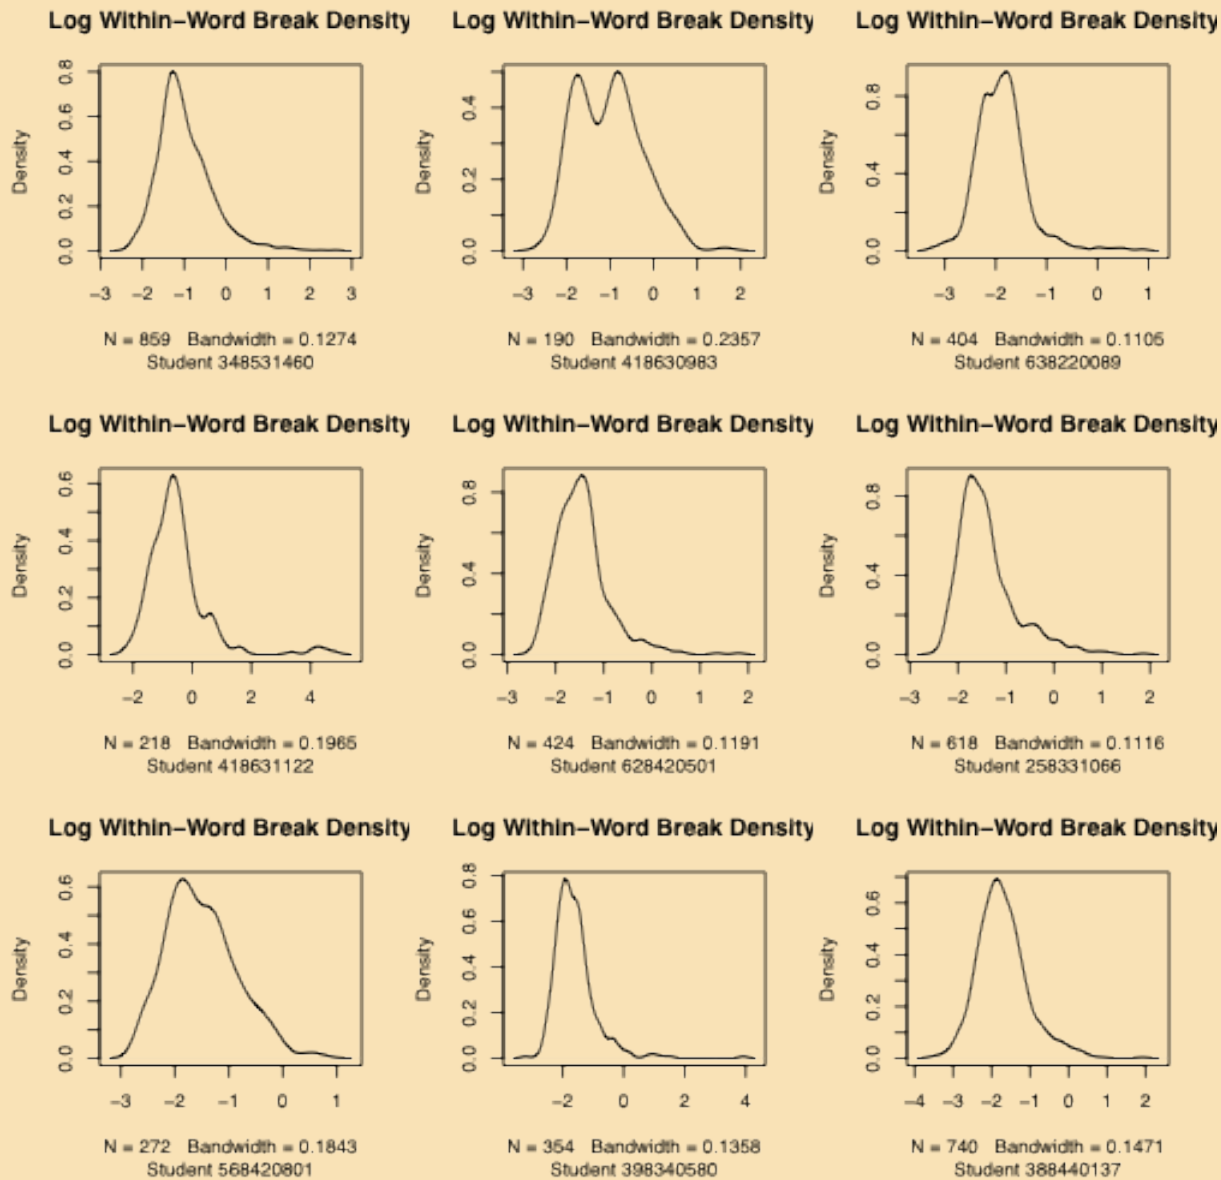 Log Within-Word Break Density
Density
0.0 0.2 0.4 0.6 0.8
-3 -2 -1 0 1 2 3
N = 859 Bandwidth = 0.1274
Student 348531460
Log Within-Word Break Density
Density
0.0 0.2 0.4
-3 -2 -1 0 1 2
N = 190 Bandwidth = 0.2357
Student 418630983
Log Within-Word Break Density
Density
0.0 0.4 0.8
-3 -2 -1 0 1
N = 404 Bandwidth = 0.1105
Student 638220089
Log Within-Word Break Density
Density
0.0 0.2 0.4 0.6
-2 0 2 4
N = 218 Bandwidth = 0.1965
Student 418631122
Log Within-Word Break Density
Density
0.0 0.4 0.8
-3 -2 -1 0 1 2
N = 424 Bandwidth = 0.1191
Student 628420501
Log Within-Word Break Density
Density
0.0 0.4 0.8
-3 -2 -1 0 1 2
N = 618 Bandwidth = 0.1116
Student 258331066
Log Within-Word Break Density
Density
0.0 0.2 0.4 0.6
-3 -2 -1 0 1
N = 272 Bandwidth = 0.1843
Student 568420801
Log Within-Word Break Density
Density
0.0 0.2 0.4 0.6 0.8
-2 0 2 4
N = 354 Bandwidth = 0.1358
Student 398340580
Log Within-Word Break Density
Density
0.0 0.2 0.4 0.6
-4 -3 -2 -1 0 1 2
N = 740 Bandwidth = 0.1471
Student 388440137